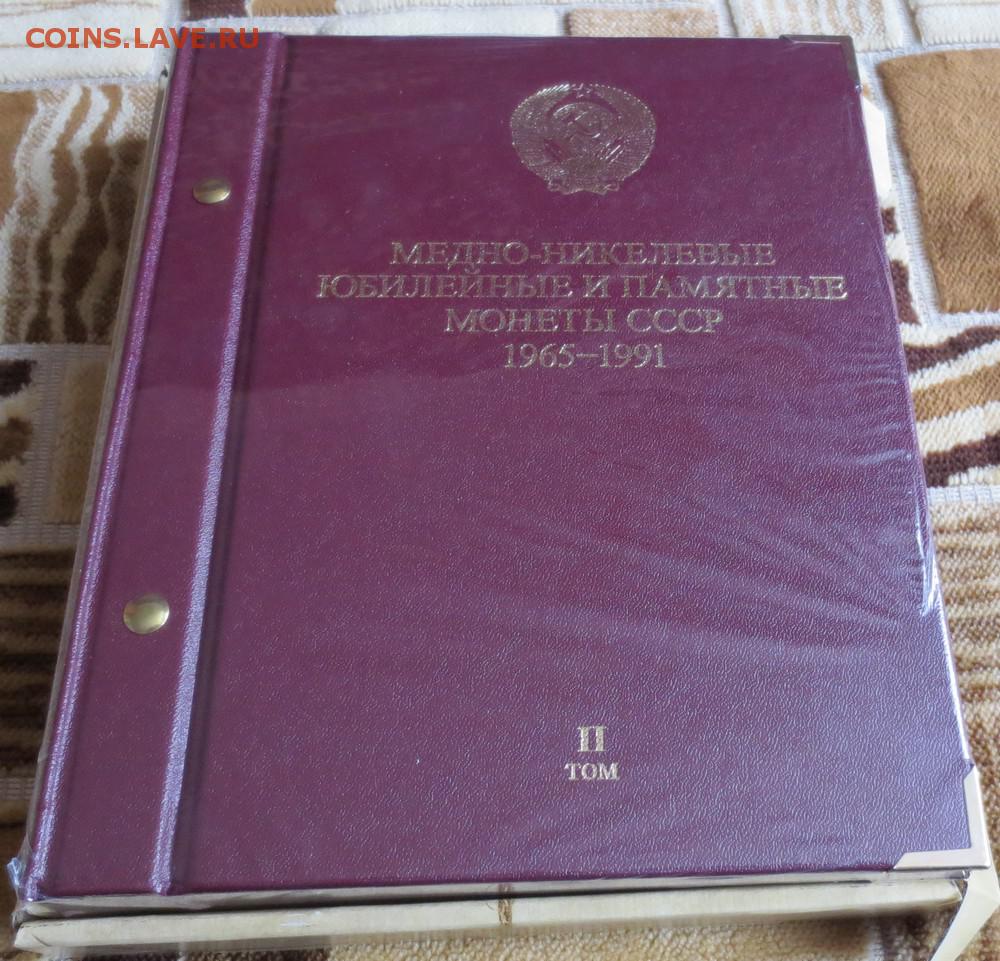 COINS.LAVE.RU
МЕДНО-НИКЕЛЕВЫЕ
ЮБИЛЕЙНЫЕ И ПАМЯТНЫЕ
МОНЕТЫ СССР
1965–1991
II
ТОМ